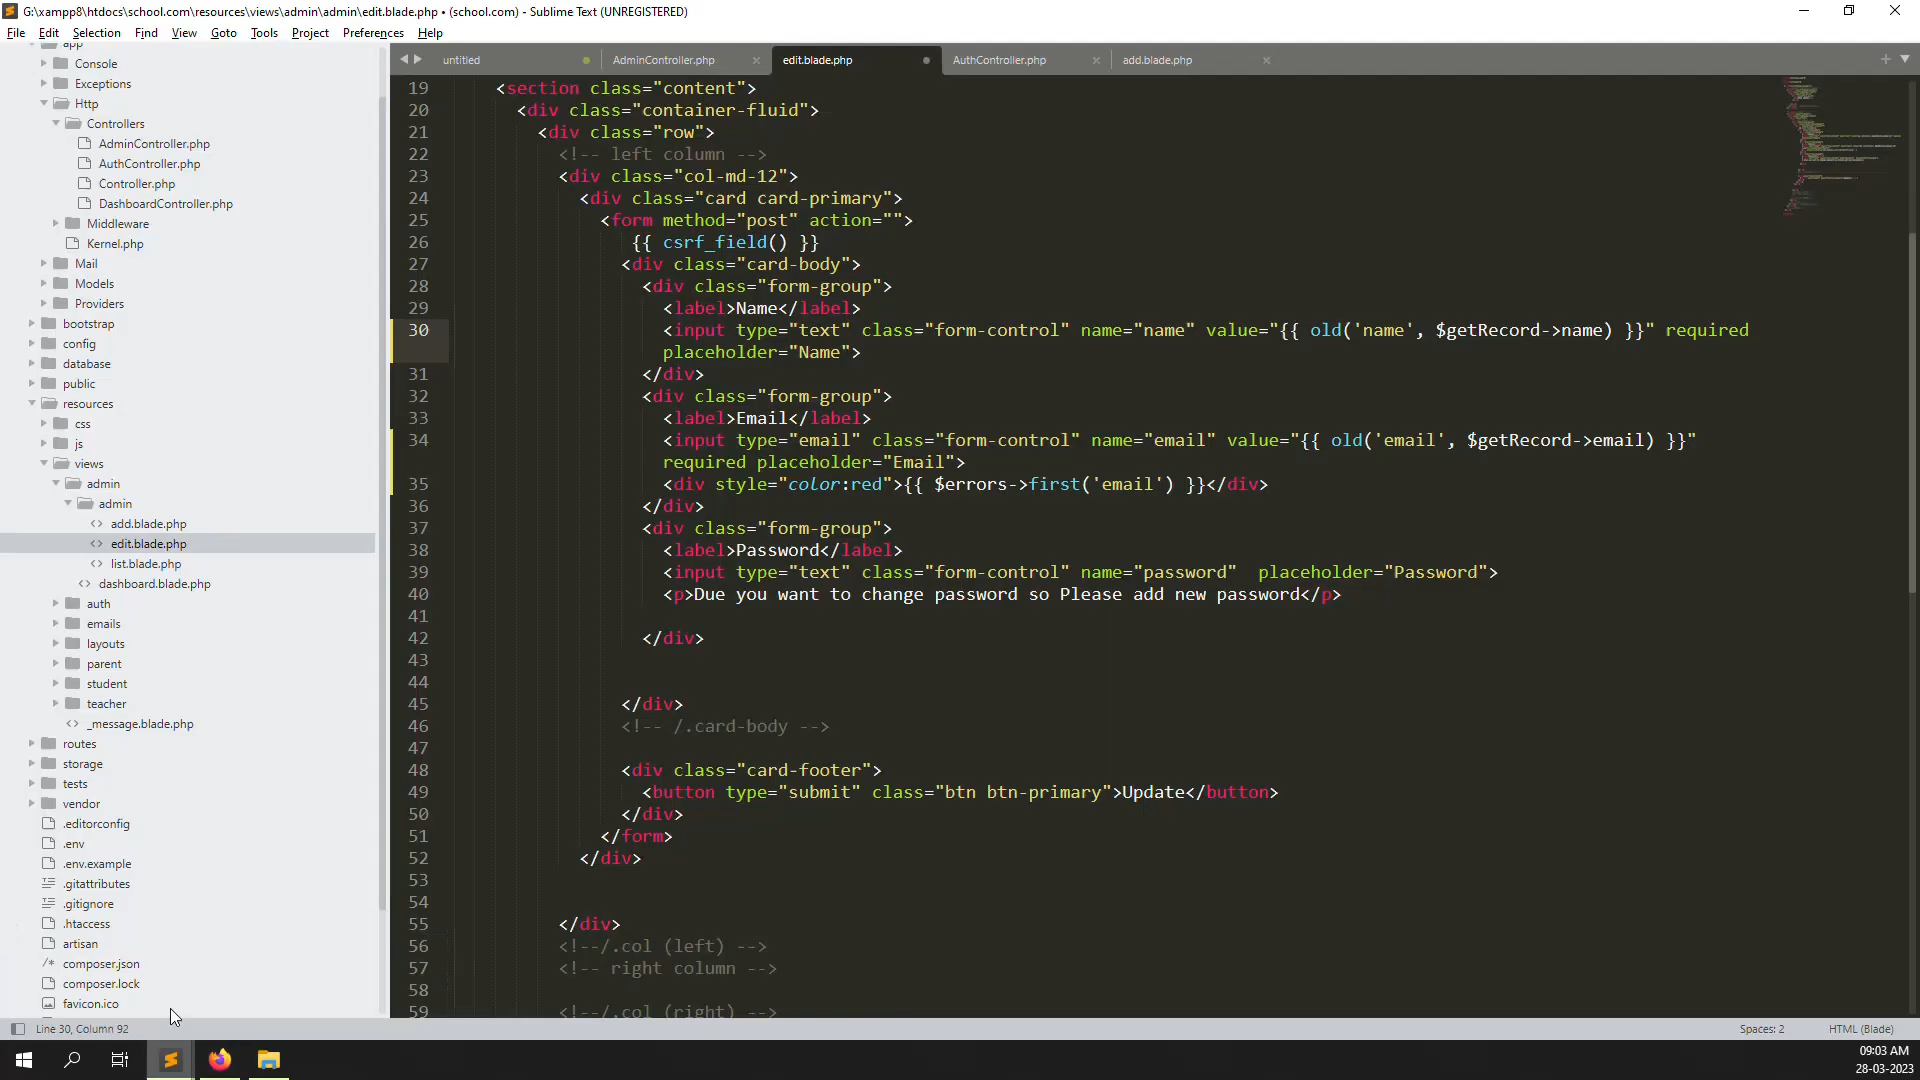 G:\xampp8\htdocs\school.com\resources\views\admin\admin\edit.blade.php • (school.com) - Sublime Text (UNREGISTERED)
File Edit Selection Find View Goto Tools Project Preferences Help
app
Console
Exceptions
Http
Controllers
AdminController.php
AuthController.php
Controller.php
DashboardController.php
Middleware
Kernel.php
Mail
Models
Providers
bootstrap
config
database
public
resources
css
js
views
admin
admin
add.blade.php
edit.blade.php
list.blade.php
dashboard.blade.php
auth
emails
layouts
parent
student
teacher
_message.blade.php
routes
storage
tests
vendor
.editorconfig
.env
.env.example
.gitattributes
.gitignore
.htaccess
artisan
composer.json
composer.lock
favicon.ico
untitled AdminController.php edit.blade.php AuthController.php add.blade.php
19 <section class="content">
20 <div class="container-fluid">
21 <div class="row">
22 <!-- left column -->
23 <div class="col-md-12">
24 <div class="card card-primary">
25 <form method="post" action="">
26 {{ csrf_field() }}
27 <div class="card-body">
28 <div class="form-group">
29 <label>Name</label>
30 <input type="text" class="form-control" name="name" value="{{ old('name', $getRecord->name) }}" required
placeholder="Name">
31 </div>
32 <div class="form-group">
33 <label>Email</label>
34 <input type="email" class="form-control" name="email" value="{{ old('email', $getRecord->email) }}"
required placeholder="Email">
35 <div style="color:red">{{ $errors->first('email') }}</div>
36 </div>
37 <div class="form-group">
38 <label>Password</label>
39 <input type="text" class="form-control" name="password"  placeholder="Password">
40 <p>Due you want to change password so Please add new password</p>
41
42 </div>
43
44
45 </div>
46 <!-- /.card-body -->
47
48 <div class="card-footer">
49 <button type="submit" class="btn btn-primary">Update</button>
50 </div>
51 </form>
52 </div>
53
54
55 </div>
56 <!--/.col (left) -->
57 <!-- right column -->
58
59 <!--/.col (right) -->
Line 30, Column 92 Spaces: 2 HTML (Blade)
09:03 AM
28-03-2023